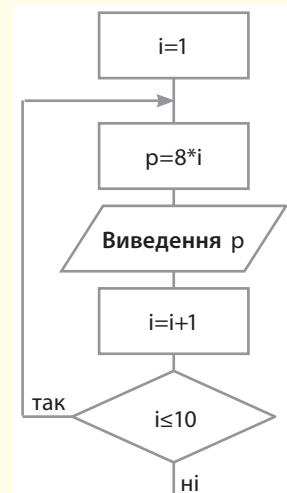 i=1
p=8*i
Виведення p
i=i+1
так
i≤10
ні